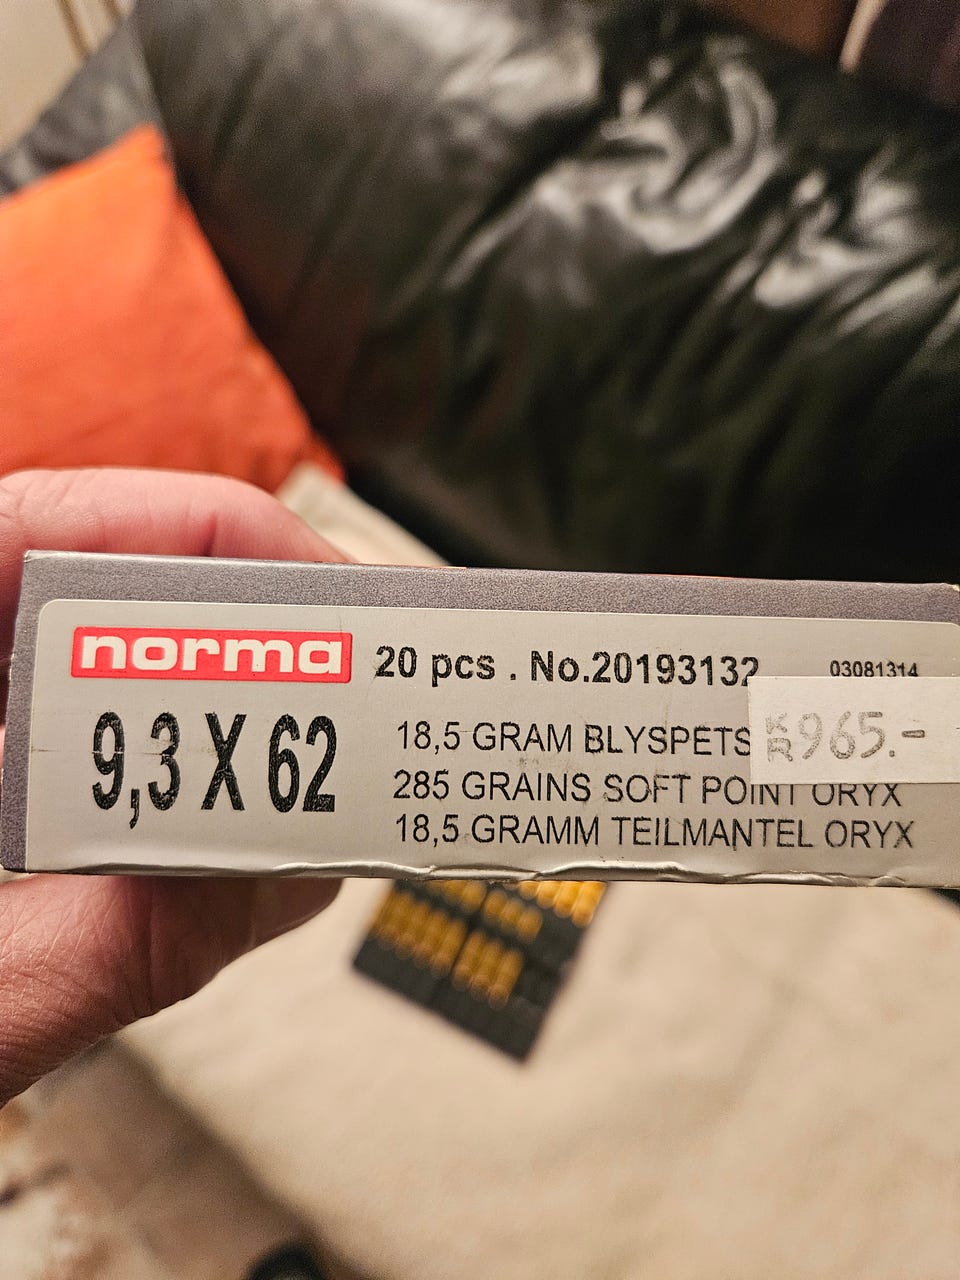 norma
20 pcs . No.20193132
03081314
9,3 X 62
18,5 GRAM BLYSPETS
KR 965.-
285 GRAINS SOFT POINT ORYX
18,5 GRAMM TEILMANTEL ORYX